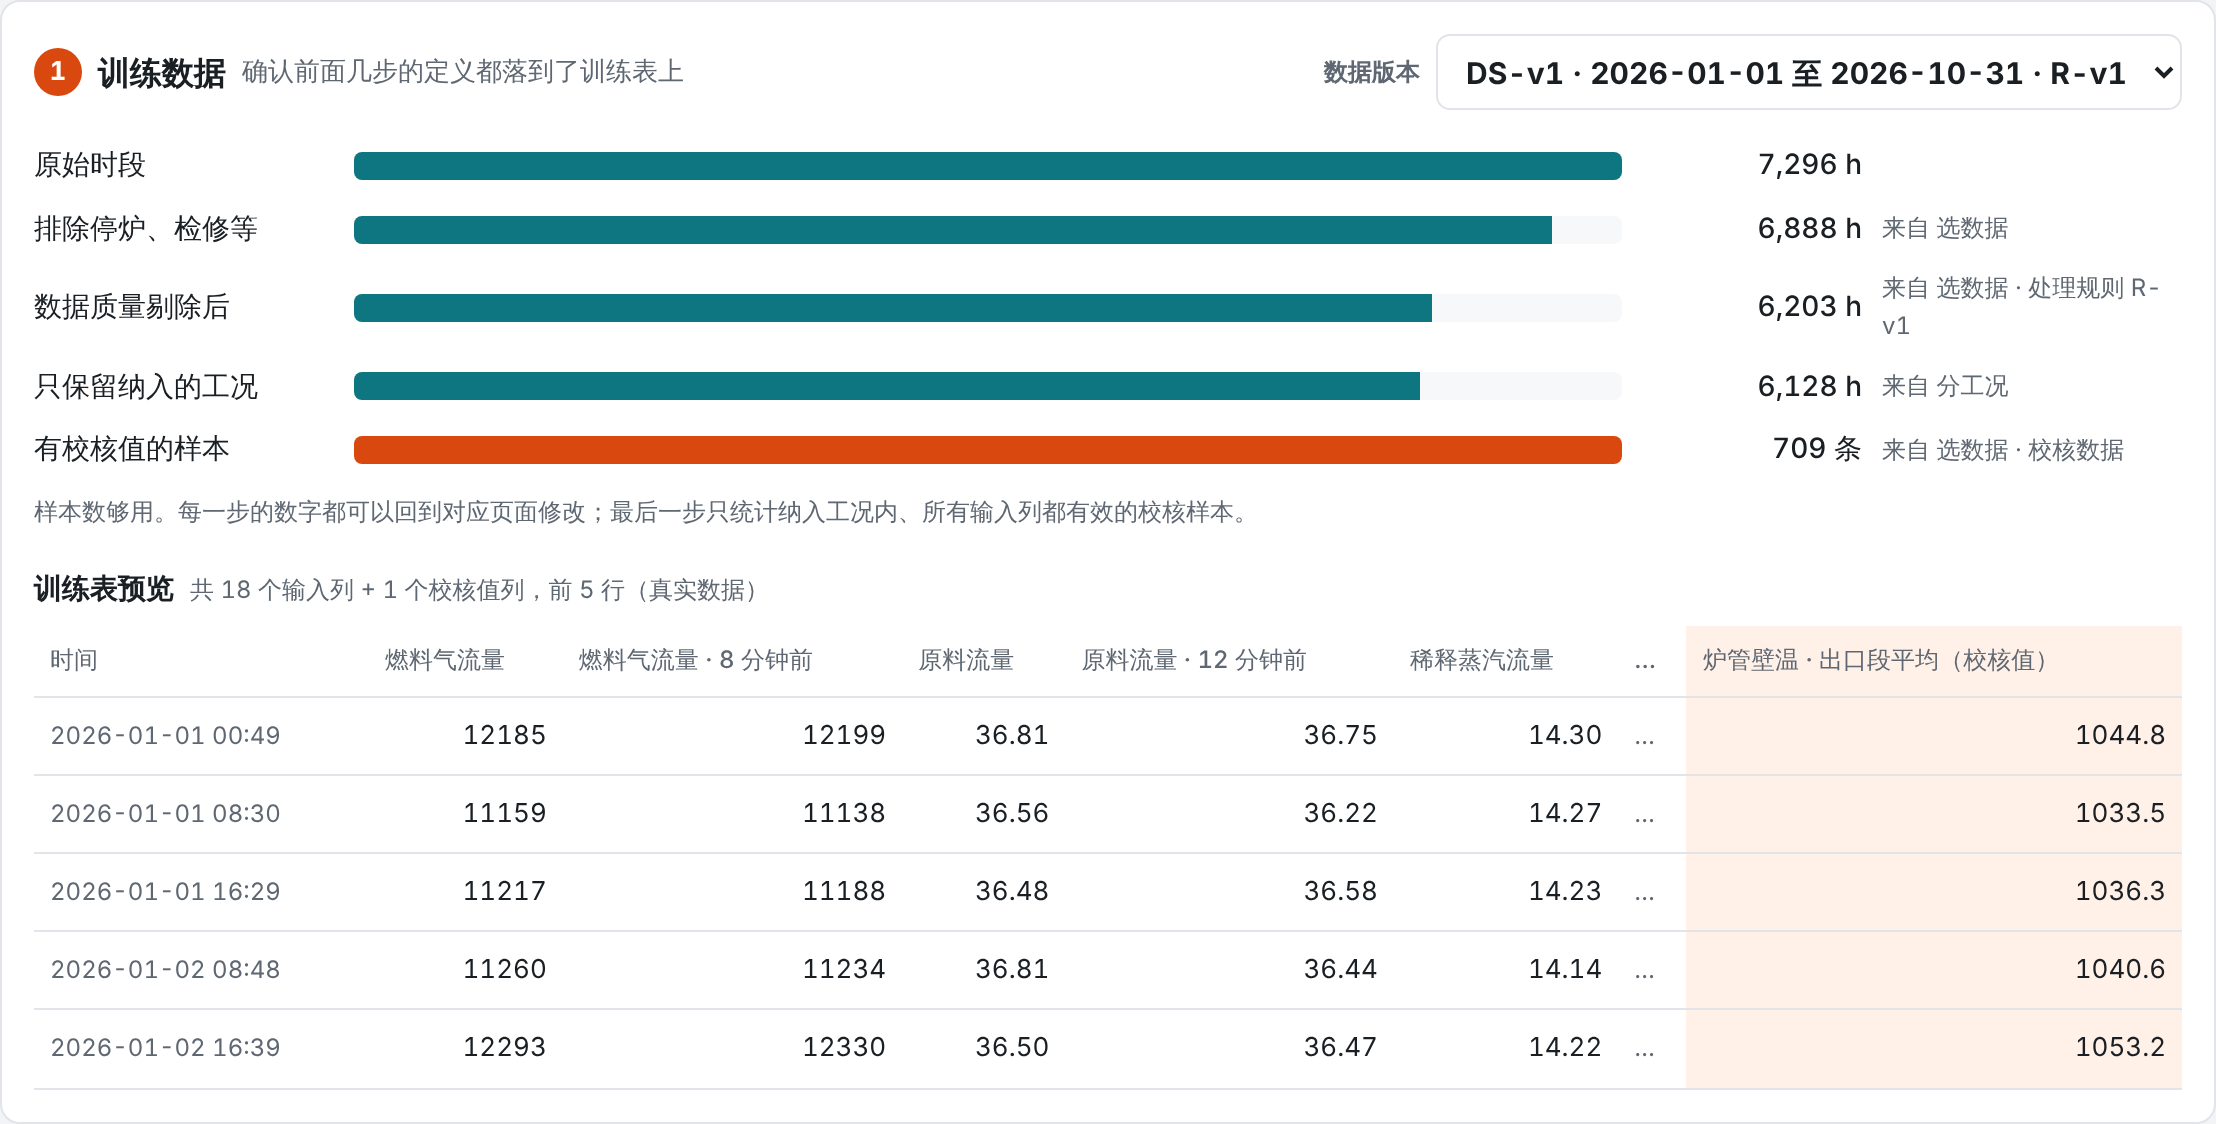 1 训练数据 确认前面几步的定义都落到了训练表上 数据版本 DS-v1 · 2026-01-01 至 2026-10-31 · R-v1
原始时段 7,296 h
排除停炉、检修等 6,888 h 来自 选数据
数据质量剔除后 6,203 h 来自 选数据 · 处理规则 R-
v1
只保留纳入的工况 6,128 h 来自 分工况
有校核值的样本 709 条 来自 选数据 · 校核数据
样本数够用。每一步的数字都可以回到对应页面修改；最后一步只统计纳入工况内、所有输入列都有效的校核样本。
训练表预览 共 18 个输入列 + 1 个校核值列，前 5 行（真实数据）
时间 燃料气流量 燃料气流量 · 8 分钟前 原料流量 原料流量 · 12 分钟前 稀释蒸汽流量 ... 炉管壁温 · 出口段平均（校核值）
2026-01-01 00:49 12185 12199 36.81 36.75 14.30 ... 1044.8
2026-01-01 08:30 11159 11138 36.56 36.22 14.27 ... 1033.5
2026-01-01 16:29 11217 11188 36.48 36.58 14.23 ... 1036.3
2026-01-02 08:48 11260 11234 36.81 36.44 14.14 ... 1040.6
2026-01-02 16:39 12293 12330 36.50 36.47 14.22 ... 1053.2